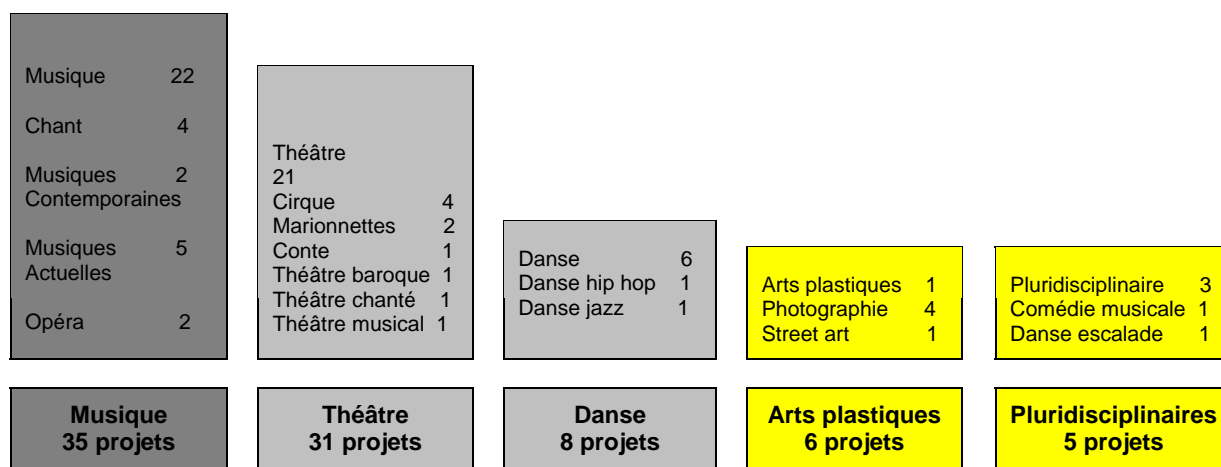 Musique 22
Chant 4
Musiques 2
Contemporaines
Musiques 5
Actuelles
Opéra 2
Théâtre
21
Cirque 4
Marionnettes 2
Conte 1
Théâtre baroque 1
Théâtre chanté 1
Théâtre musical 1
Danse 6
Danse hip hop 1
Danse jazz 1
Arts plastiques 1
Photographie 4
Street art 1
Pluridisciplinaire 3
Comédie musicale 1
Danse escalade 1
Musique
35 projets
Théâtre
31 projets
Danse
8 projets
Arts plastiques
6 projets
Pluridisciplinaires
5 projets